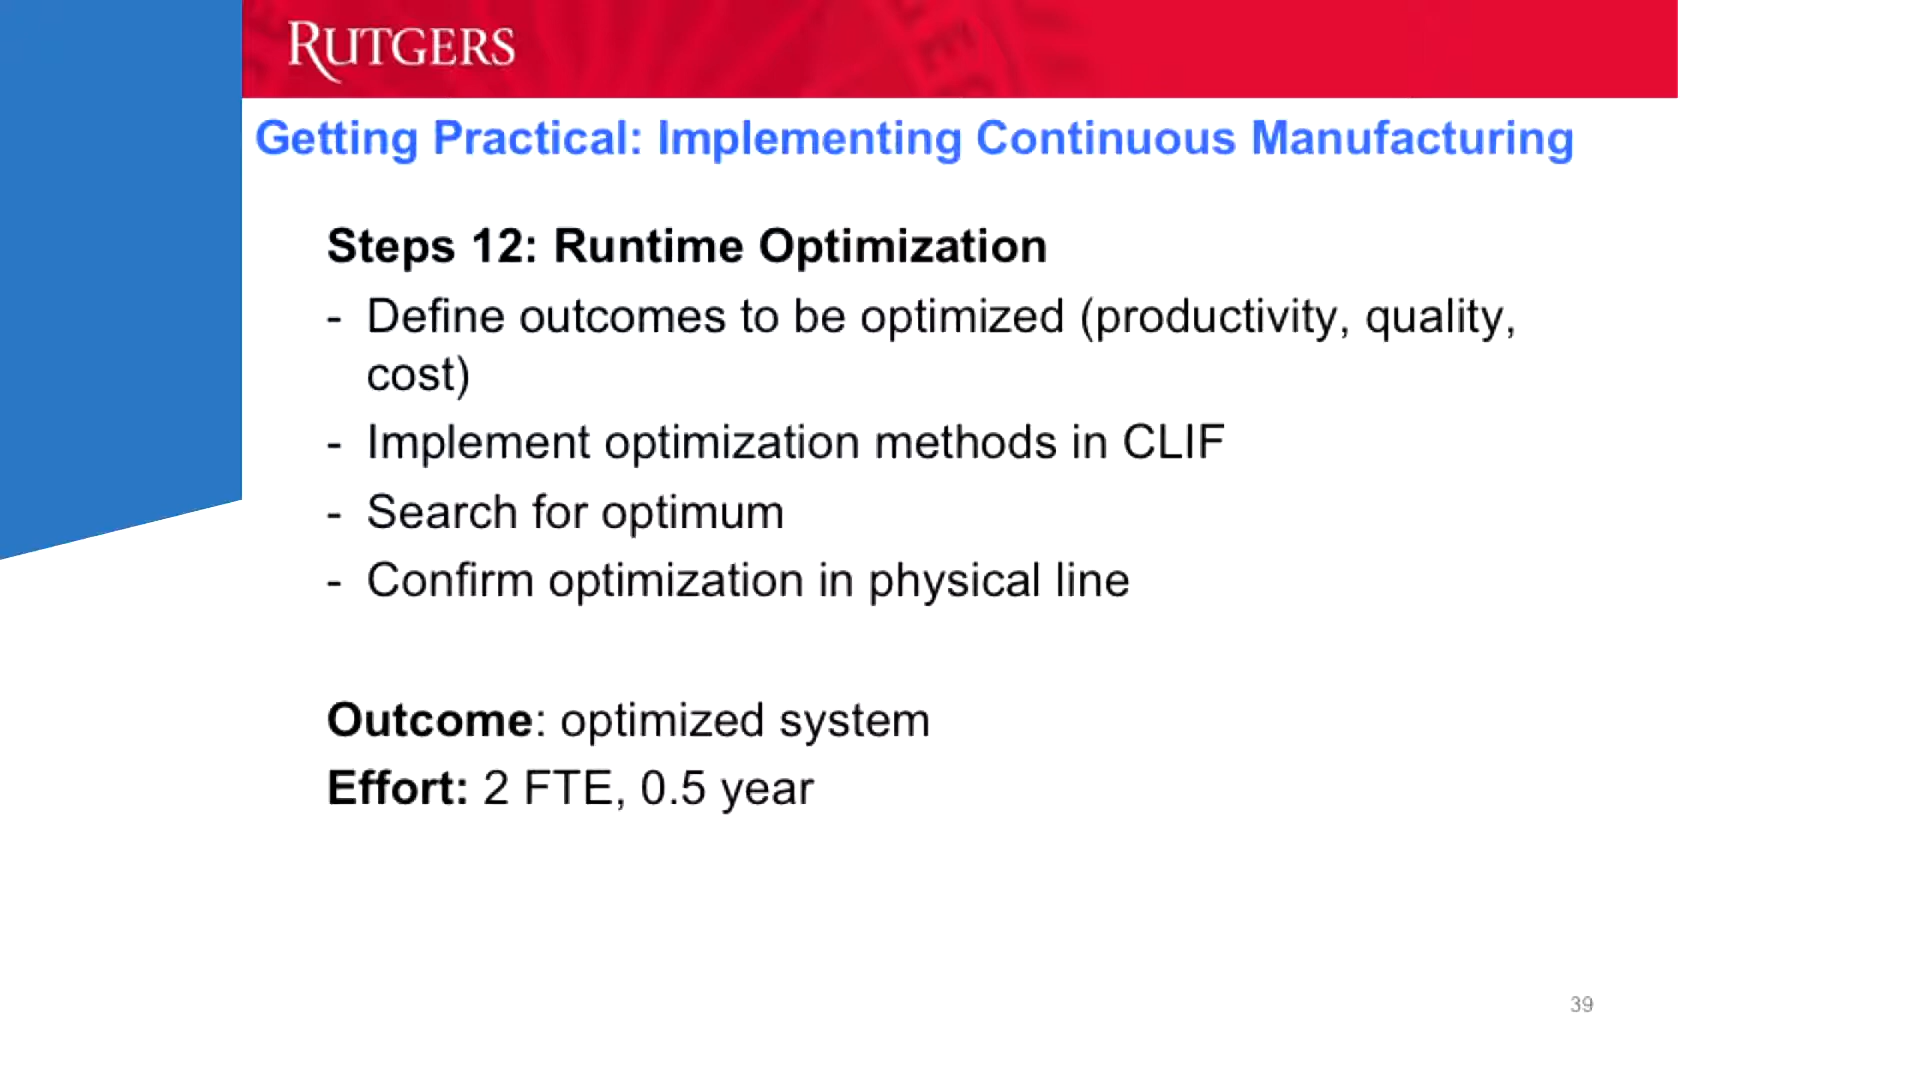 RUTGERS
Getting Practical: Implementing Continuous Manufacturing
Steps 12: Runtime Optimization
- Define outcomes to be optimized (productivity, quality,
cost)
- Implement optimization methods in CLIF
- Search for optimum
- Confirm optimization in physical line
Outcome: optimized system
Effort: 2 FTE, 0.5 year
39